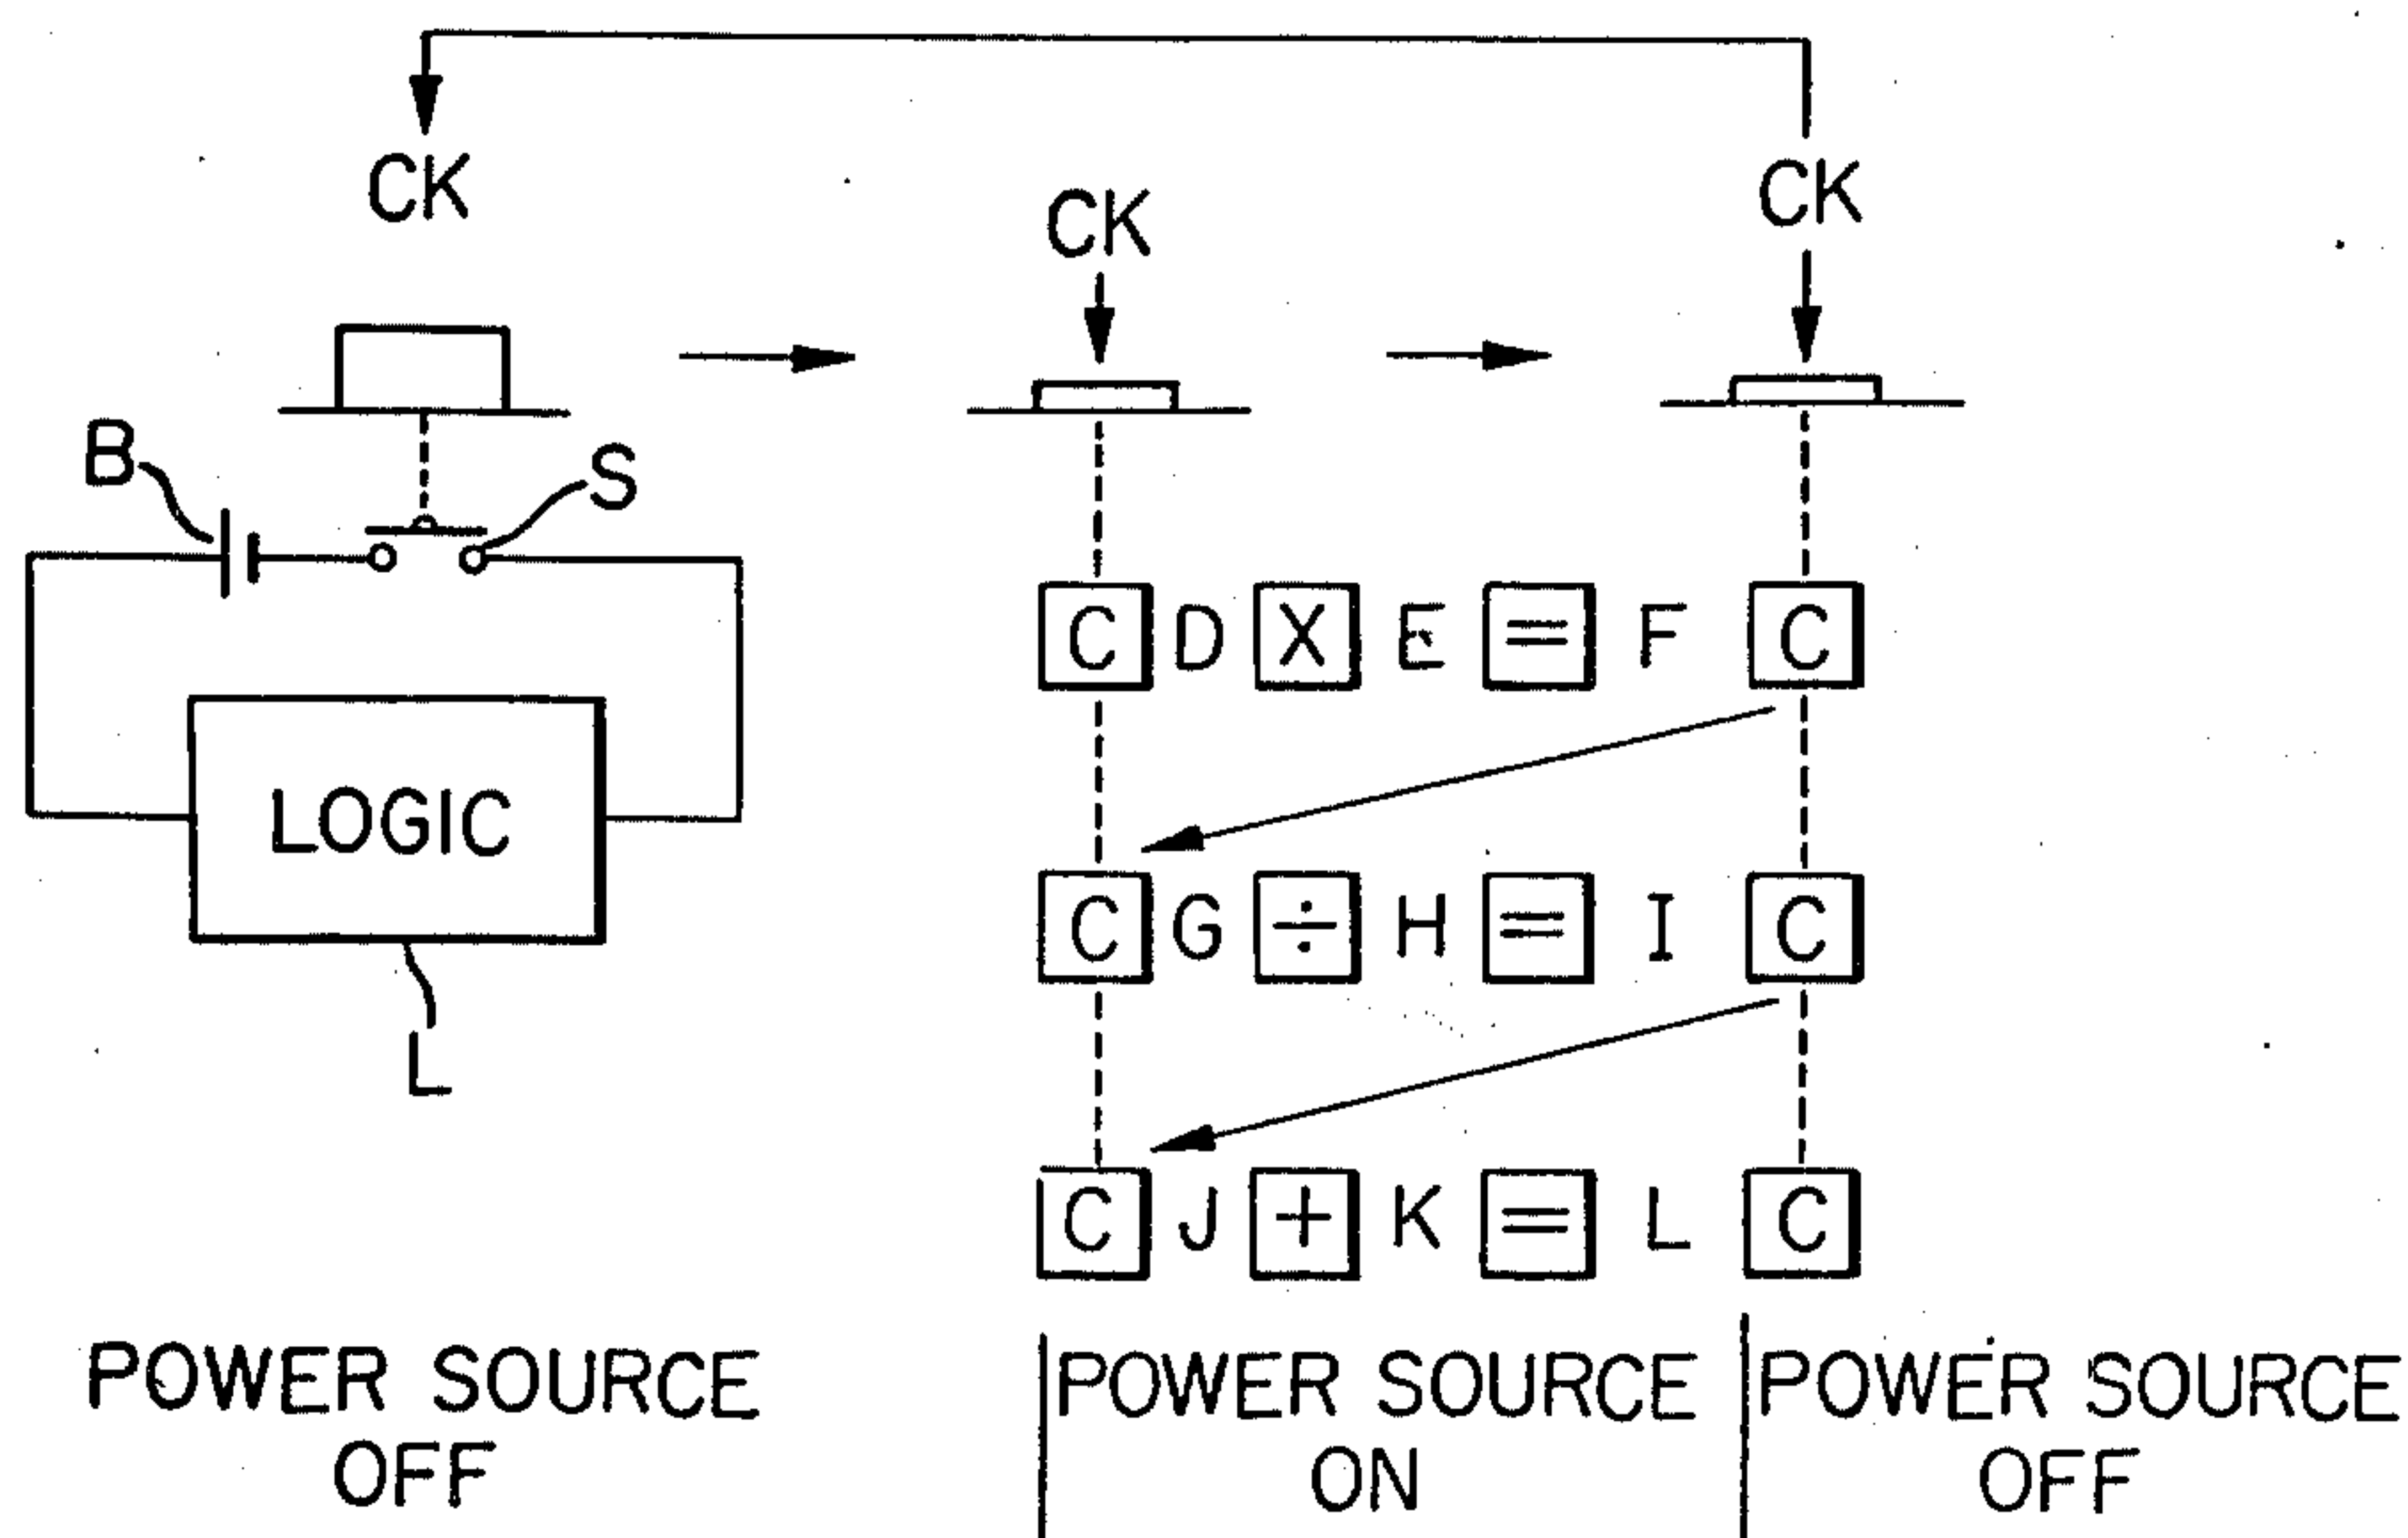 CK
CK
CK
B
S
LOGIC
L
C D X E = F C
C G ÷ H = I C
C J + K = L C
POWER SOURCE OFF
POWER SOURCE ON
POWER SOURCE OFF